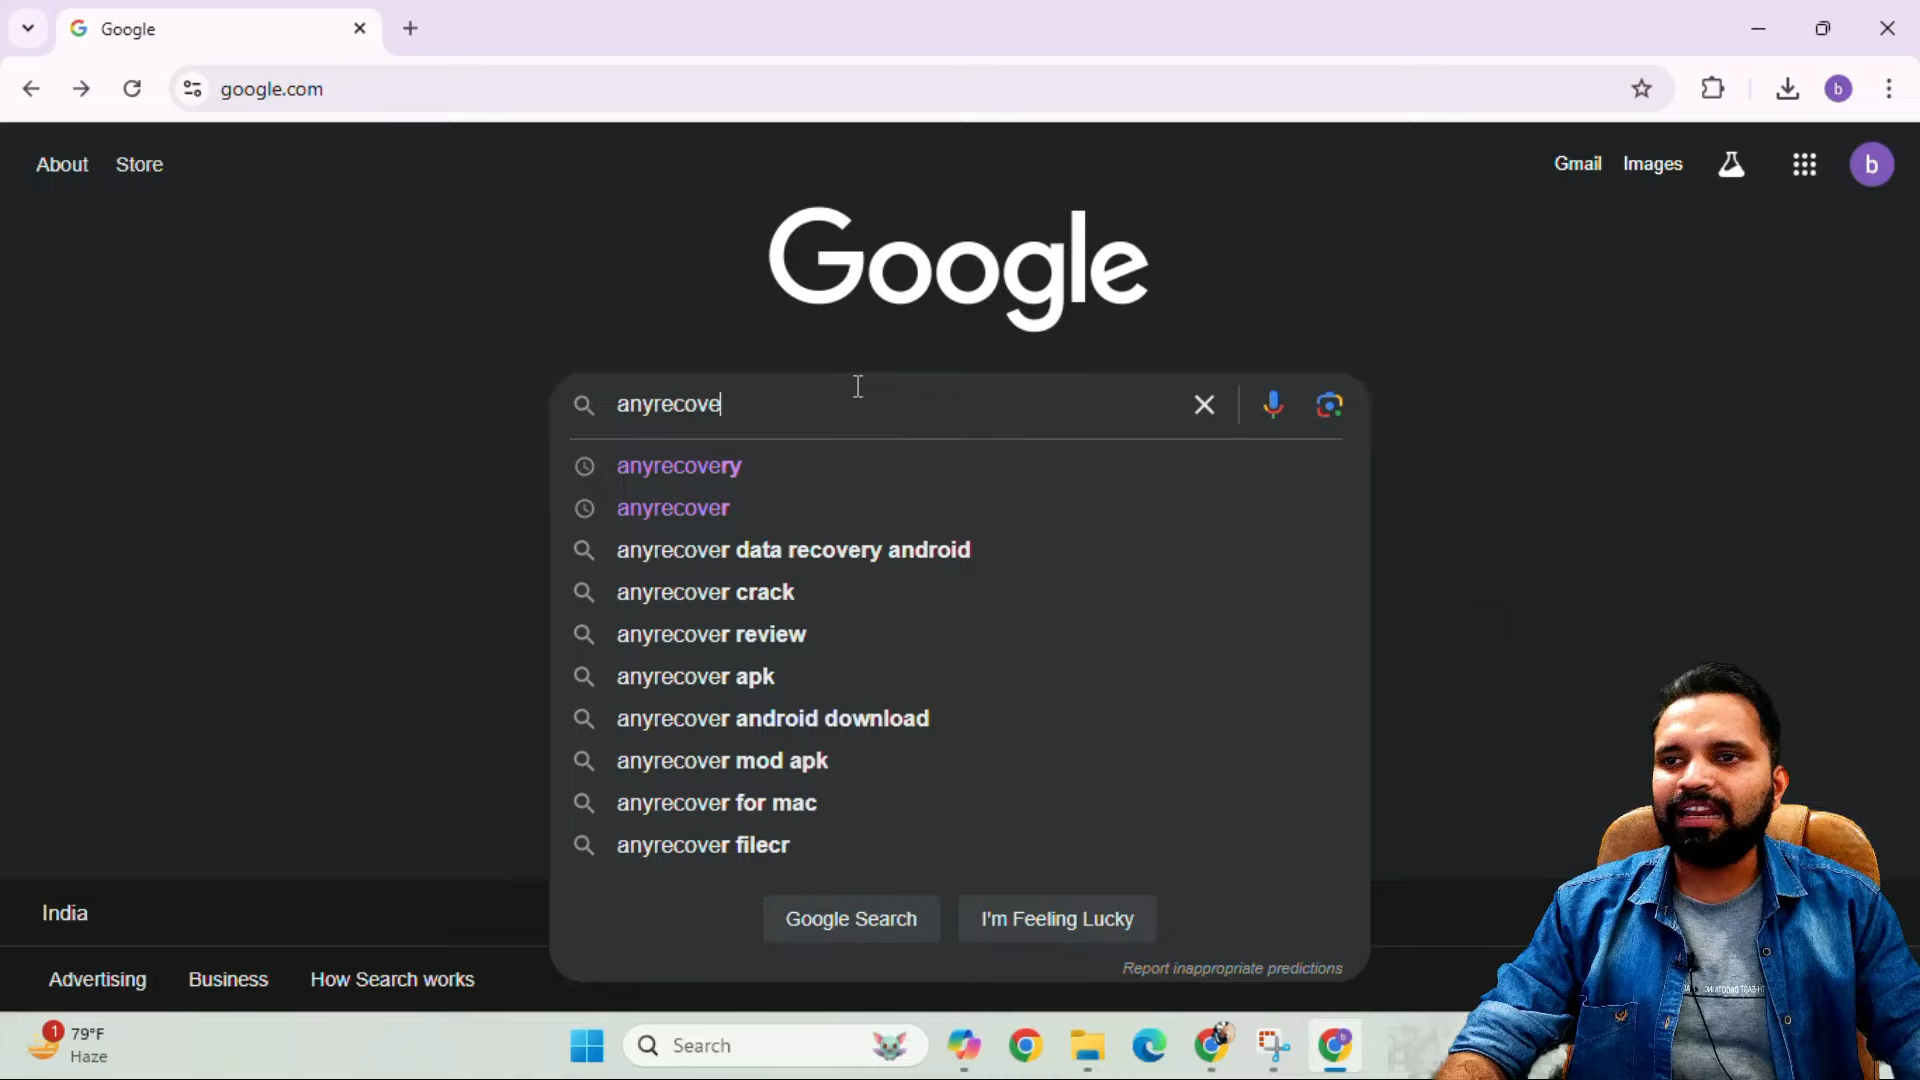 Google
google.com
b
About Store
Gmail Images
b
Google
anyrecove
anyrecovery
anyrecover
anyrecover data recovery android
anyrecover crack
anyrecover review
anyrecover apk
anyrecover android download
anyrecover mod apk
anyrecover for mac
anyrecover filecr
Google Search I'm Feeling Lucky
Report inappropriate predictions
India
Advertising Business How Search works
1 79°F
Haze
Search